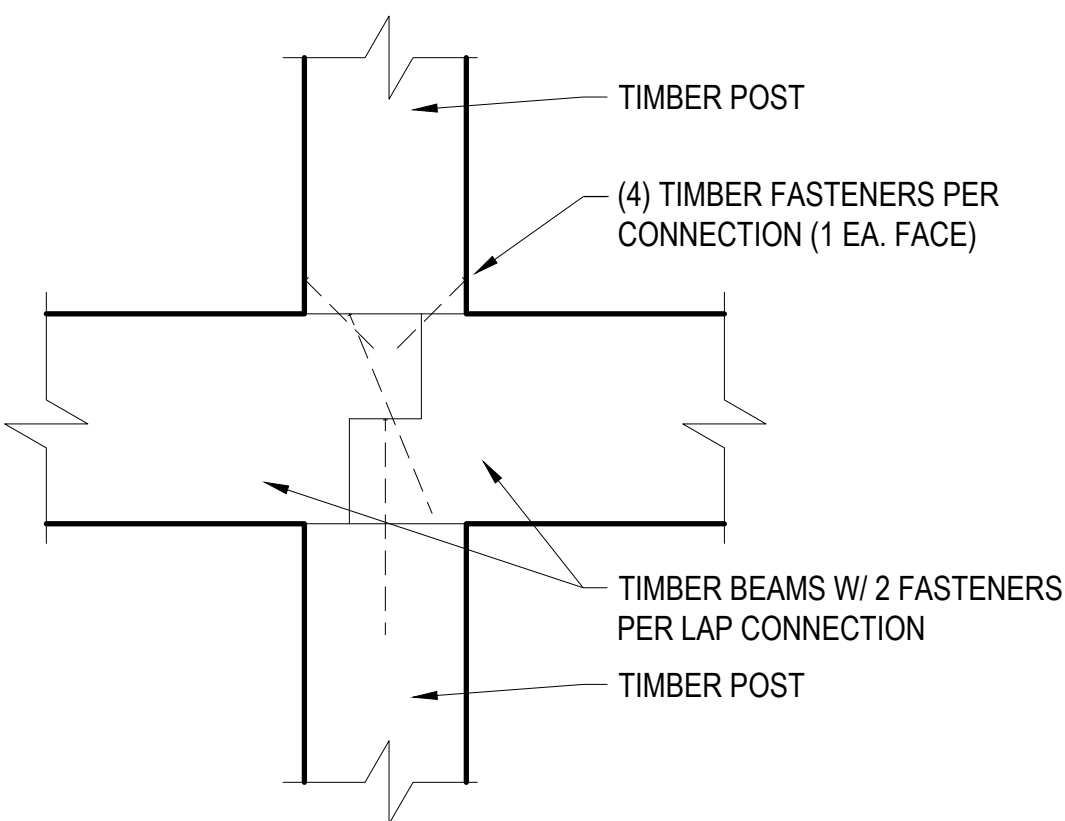 TIMBER POST
(4) TIMBER FASTENERS PER
CONNECTION (1 EA. FACE)
TIMBER BEAMS W/ 2 FASTENERS
PER LAP CONNECTION
TIMBER POST